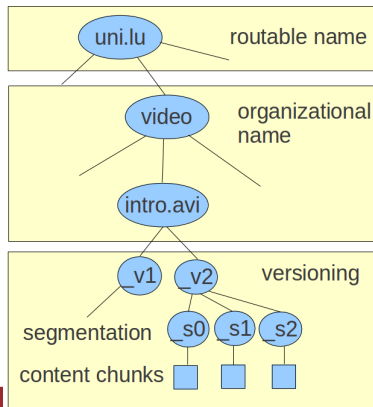 uni.lu
routable name
video
organizational
name
intro.avi
_v1
_v2
versioning
segmentation
_s0
_s1
_s2
content chunks